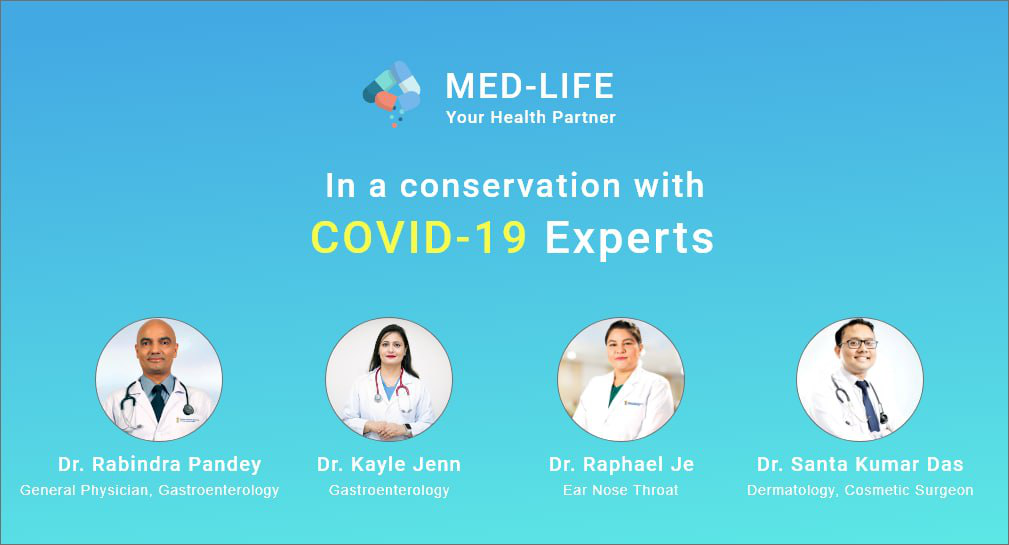 MED-LIFE
Your Health Partner
In a conservation with
COVID-19 Experts
Dr. Rabindra Pandey
General Physician, Gastroenterology
Dr. Kayle Jenn
Gastroenterology
Dr. Raphael Je
Ear Nose Throat
Dr. Santa Kumar Das
Dermatology, Cosmetic Surgeon